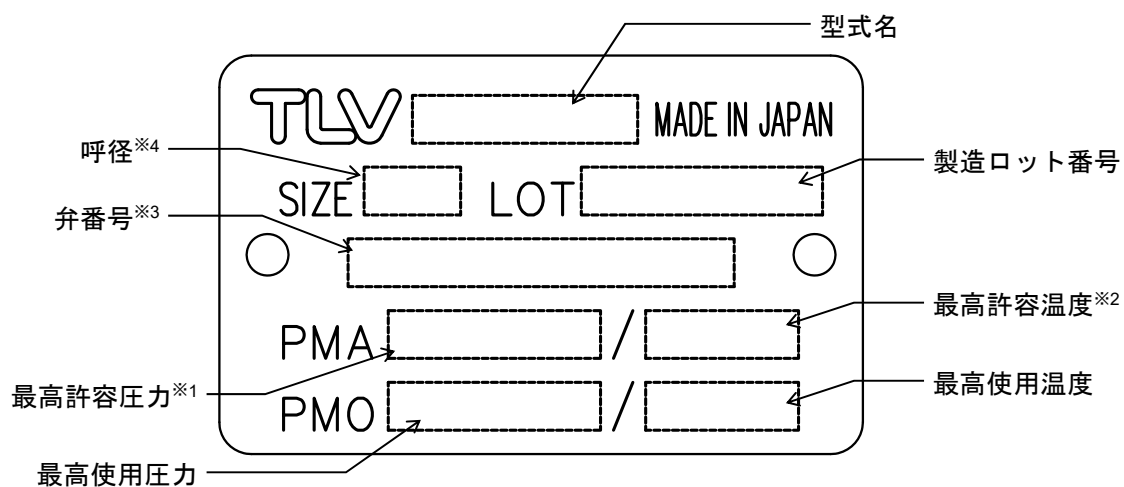 型式名
TLV MADE IN JAPAN
呼径※4
製造ロット番号
SIZE LOT
弁番号※3
最高許容温度※2
PMA /
最高許容圧力※1
最高使用温度
PMO /
最高使用圧力